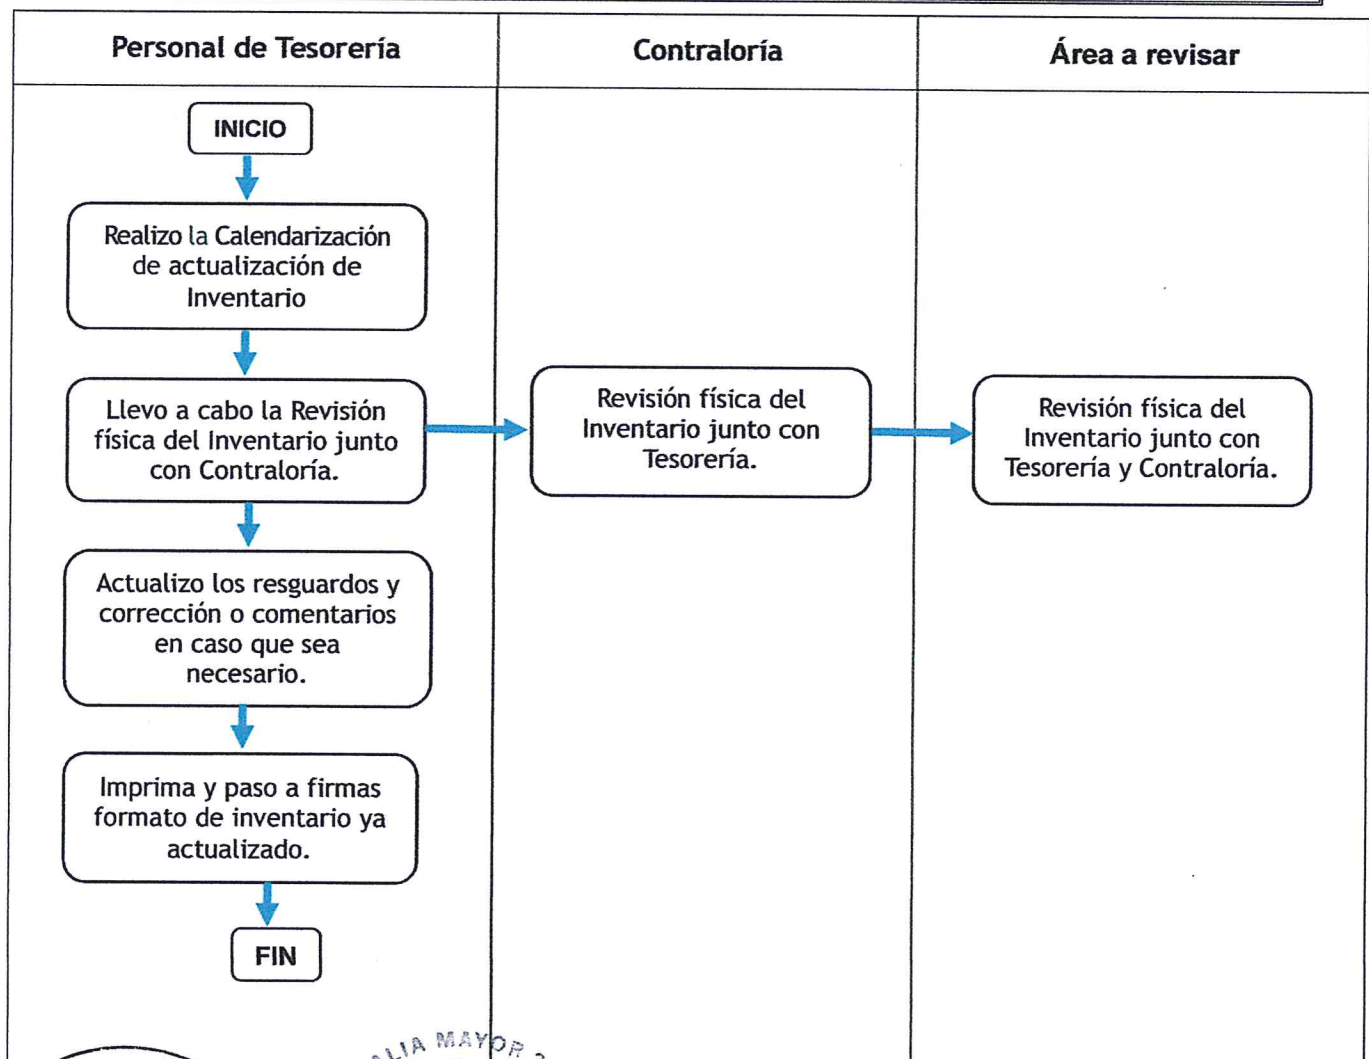 Personal de Tesorería
Contraloría
Área a revisar
INICIO
Realizo la Calendarización
de actualización de
Inventario
Llevo a cabo la Revisión
física del Inventario junto
con Contraloría.
Revisión física del
Inventario junto con
Tesorería.
Revisión física del
Inventario junto con
Tesorería y Contraloría.
Actualizo los resguardos y
corrección o comentarios
en caso que sea
necesario.
Imprima y paso a firmas
formato de inventario ya
actualizado.
FIN
MAYOR